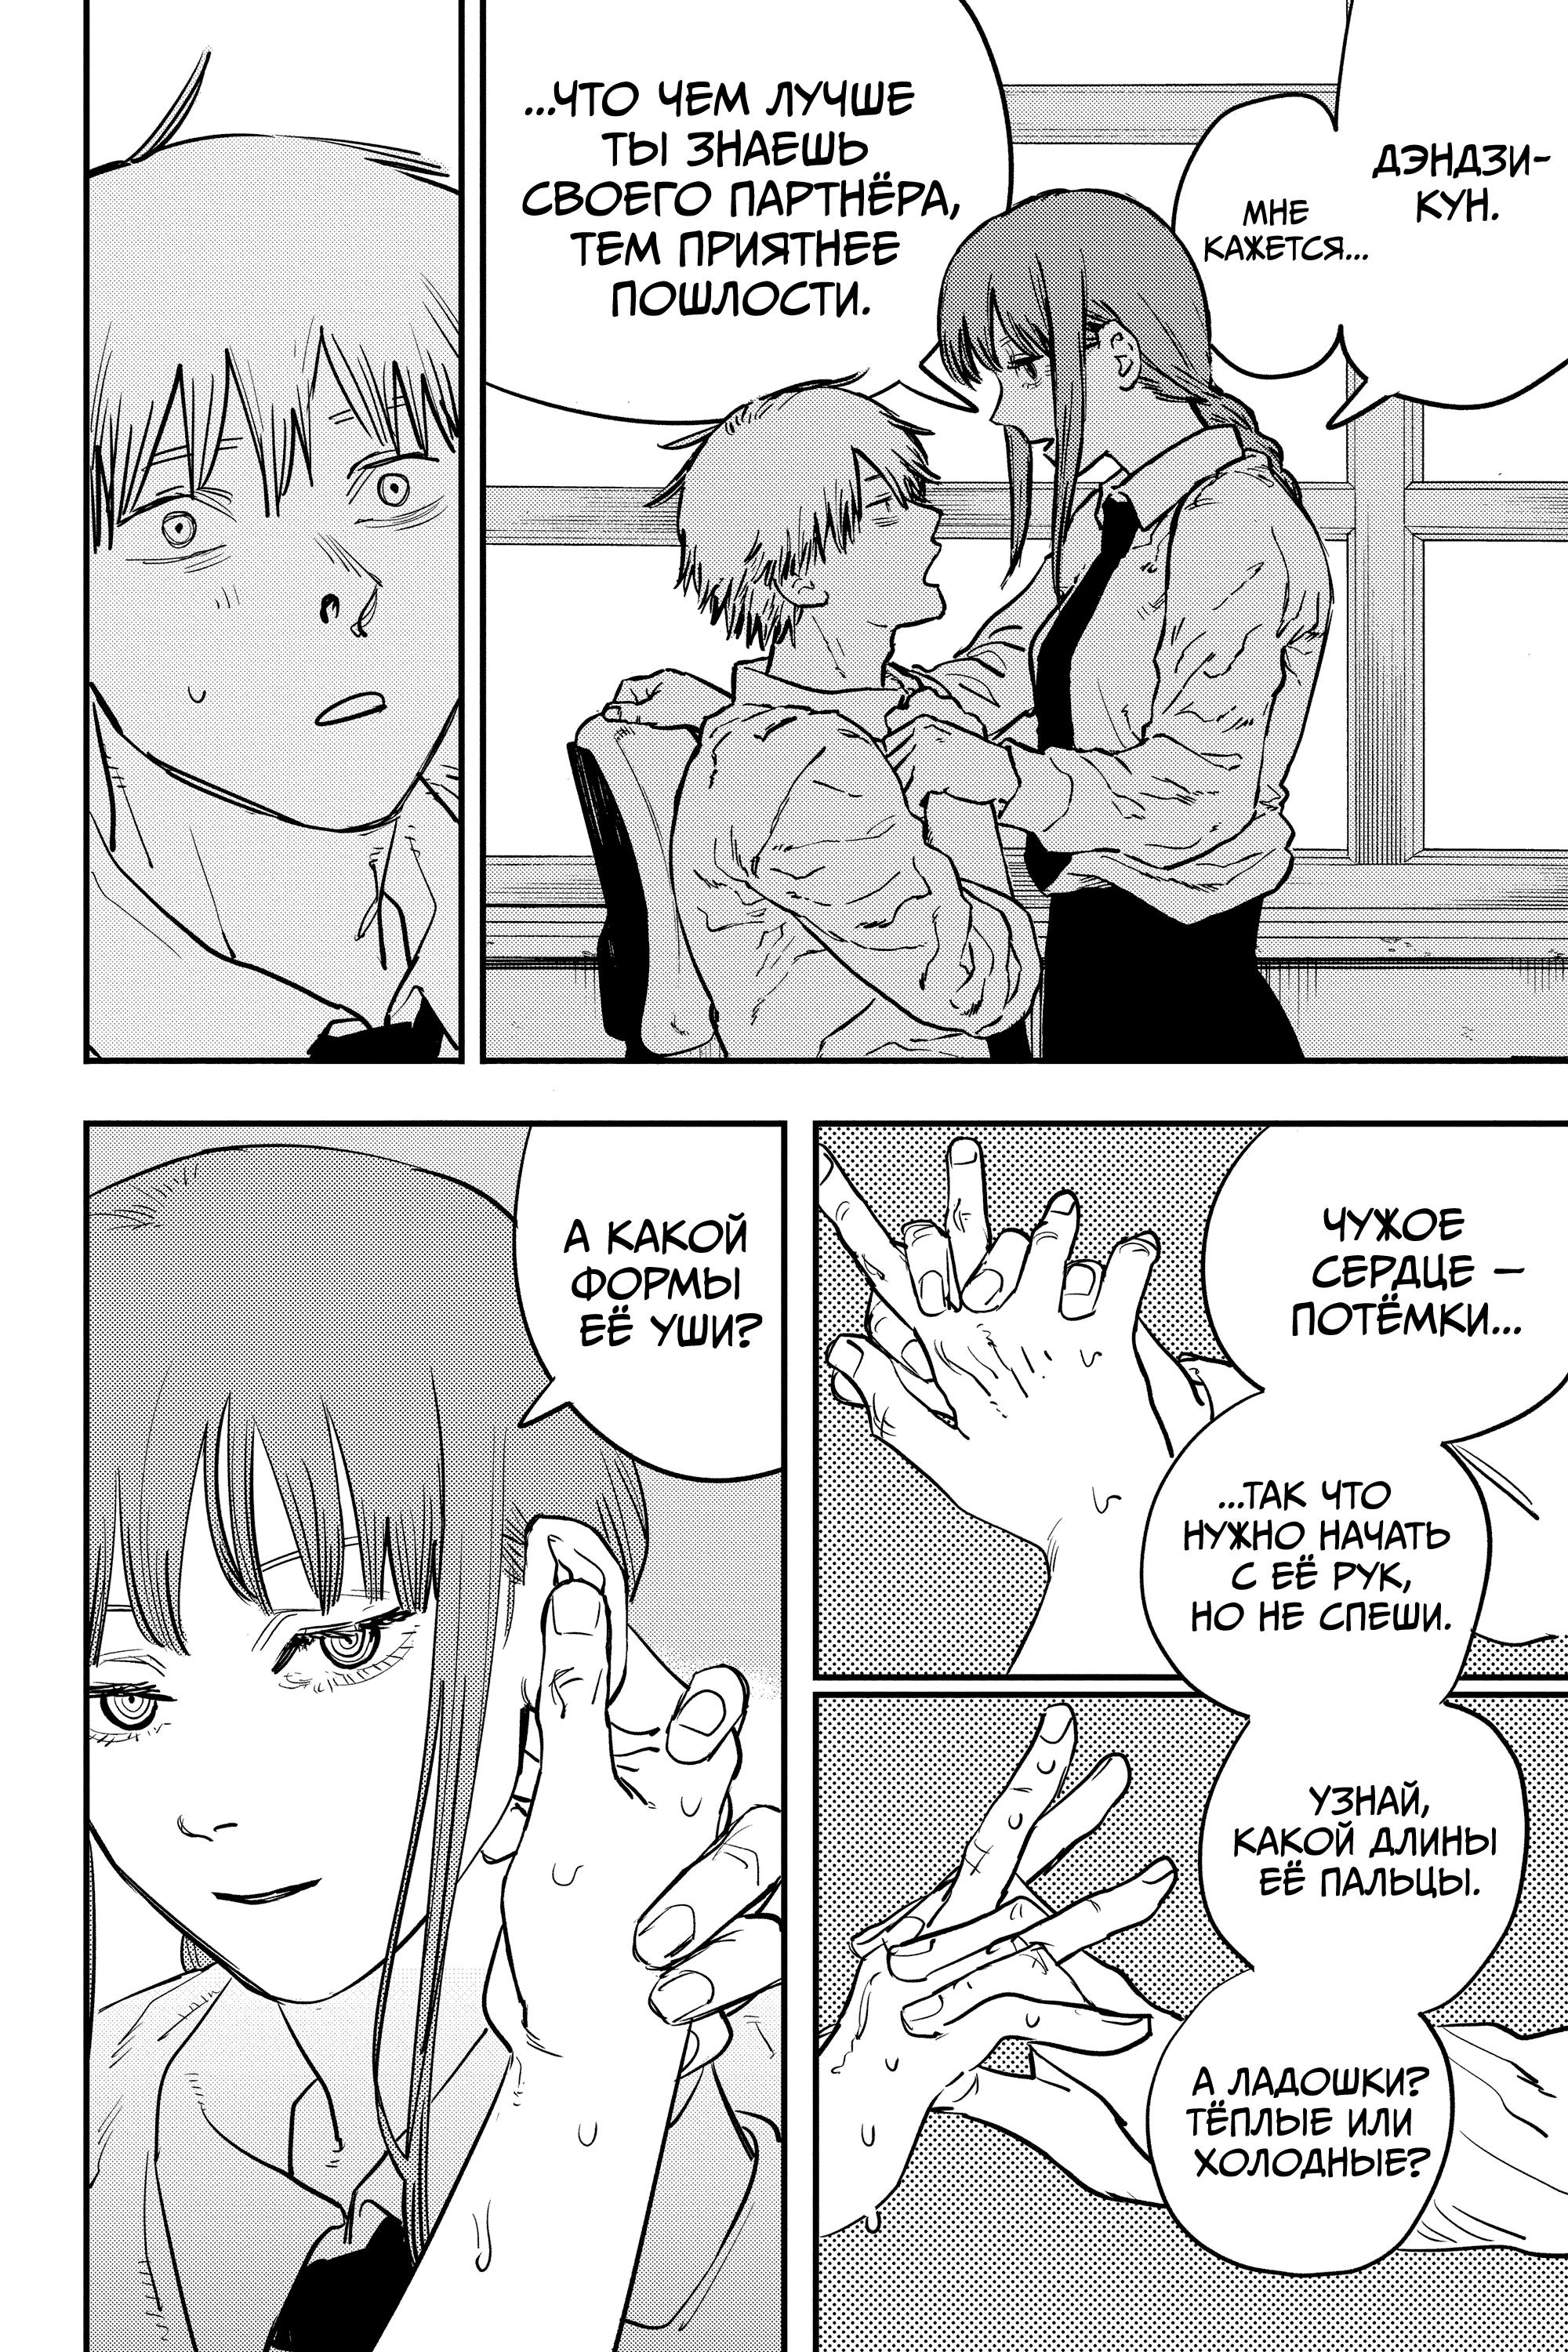 ДЭНДЗИ-
КУН.
МНЕ
КАЖЕТСЯ...
...ЧТО ЧЕМ ЛУЧШЕ
ТЫ ЗНАЕШЬ
СВОЕГО ПАРТНЁРА,
ТЕМ ПРИЯТНЕЕ
ПОШЛОСТИ.
ЧУЖОЕ
СЕРДЦЕ –
ПОТЁМКИ...
...ТАК ЧТО
НУЖНО НАЧАТЬ
С ЕЁ РУК,
НО НЕ СПЕШИ.
УЗНАЙ,
КАКОЙ ДЛИНЫ
ЕЁ ПАЛЬЦЫ.
А ЛАДОШКИ?
ТЁПЛЫЕ ИЛИ
ХОЛОДНЫЕ?
А КАКОЙ
ФОРМЫ
ЕЁ УШИ?